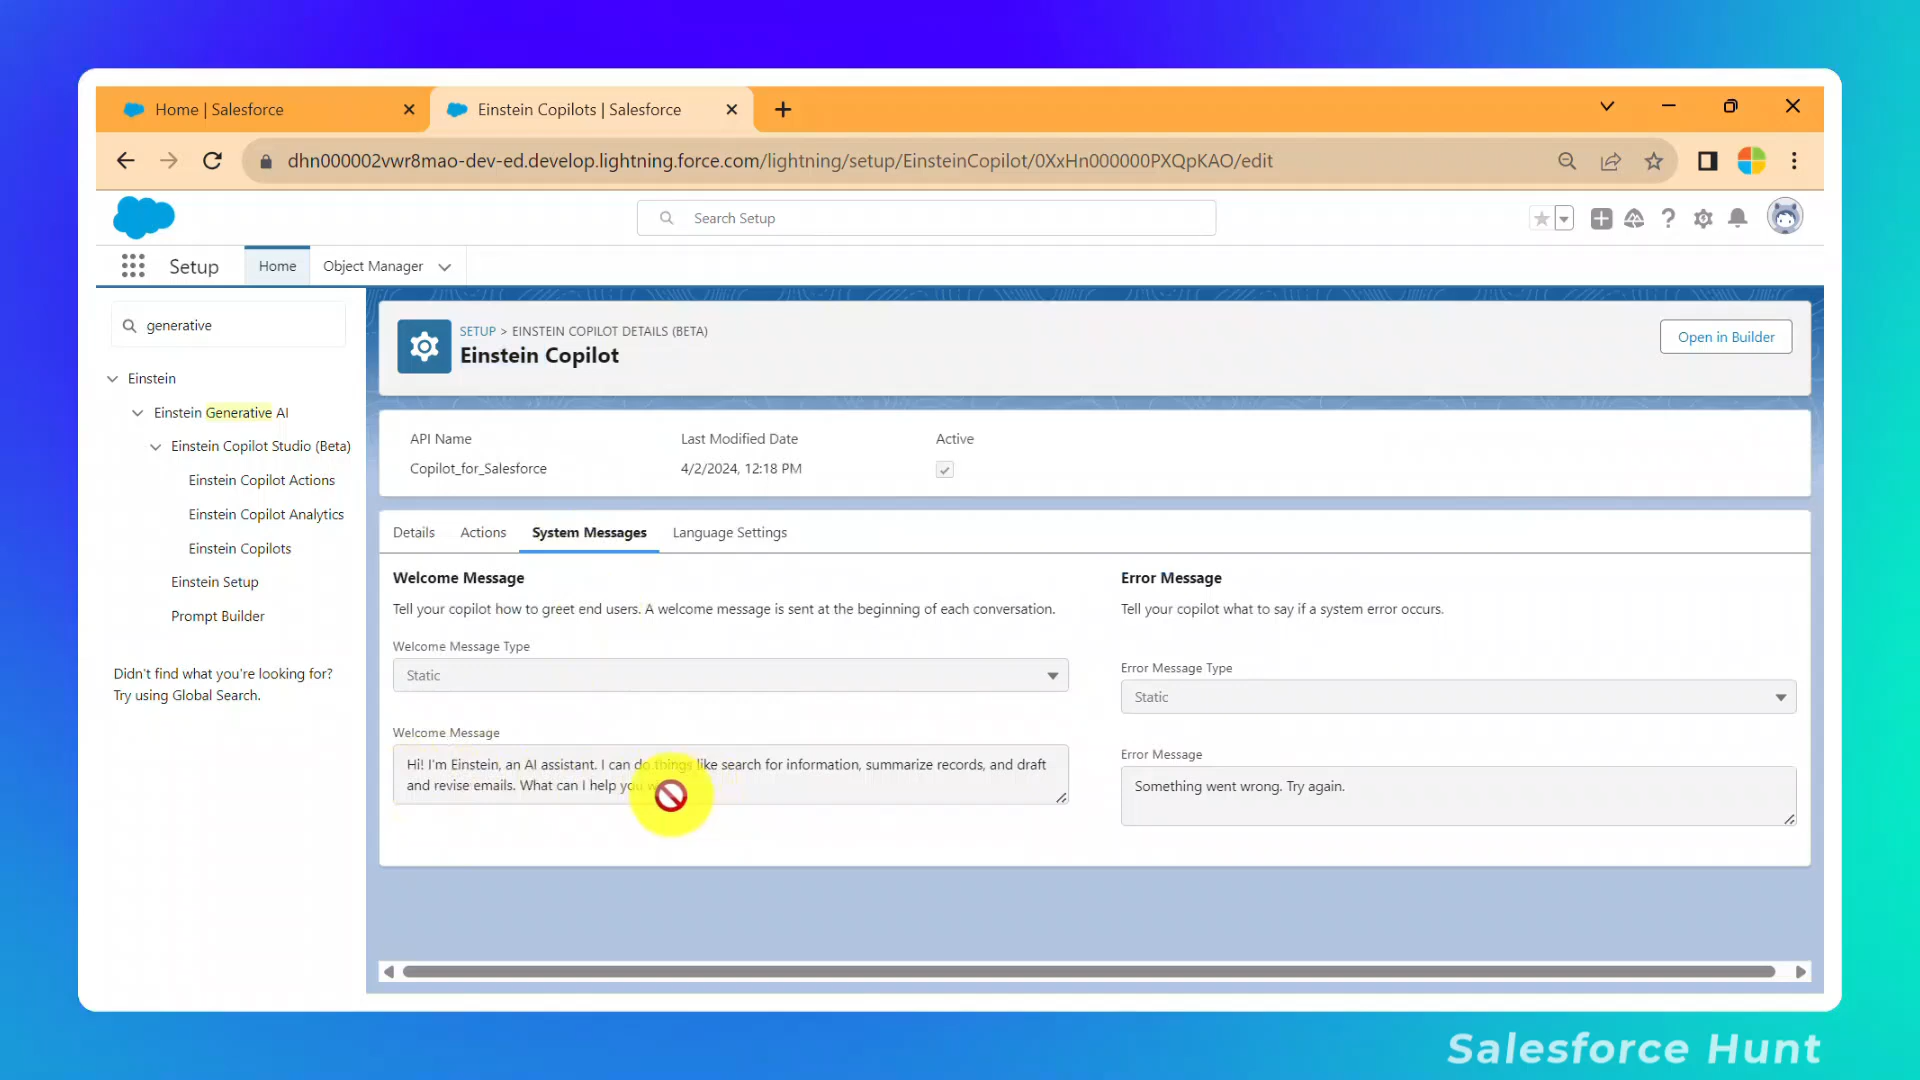 Home | Salesforce
Einstein Copilots | Salesforce
dhn000002vwr8mao-dev-ed.develop.lightning.force.com/lightning/setup/EinsteinCopilot/0XxHn000000PXQpKAO/edit
Search Setup
Setup
Home
Object Manager
generative
Einstein
Einstein Generative AI
Einstein Copilot Studio (Beta)
Einstein Copilot Actions
Einstein Copilot Analytics
Einstein Copilots
Einstein Setup
Prompt Builder
Didn't find what you're looking for?
Try using Global Search.
SETUP > EINSTEIN COPILOT DETAILS (BETA)
Einstein Copilot
Open in Builder
API Name
Copilot_for_Salesforce
Last Modified Date
4/2/2024, 12:18 PM
Active
Details
Actions
System Messages
Language Settings
Welcome Message
Tell your copilot how to greet end users. A welcome message is sent at the beginning of each conversation.
Welcome Message Type
Static
Welcome Message
Hi! I'm Einstein, an AI assistant. I can do things like search for information, summarize records, and draft
and revise emails. What can I help you
Error Message
Tell your copilot what to say if a system error occurs.
Error Message Type
Static
Error Message
Something went wrong. Try again.
Salesforce Hunt